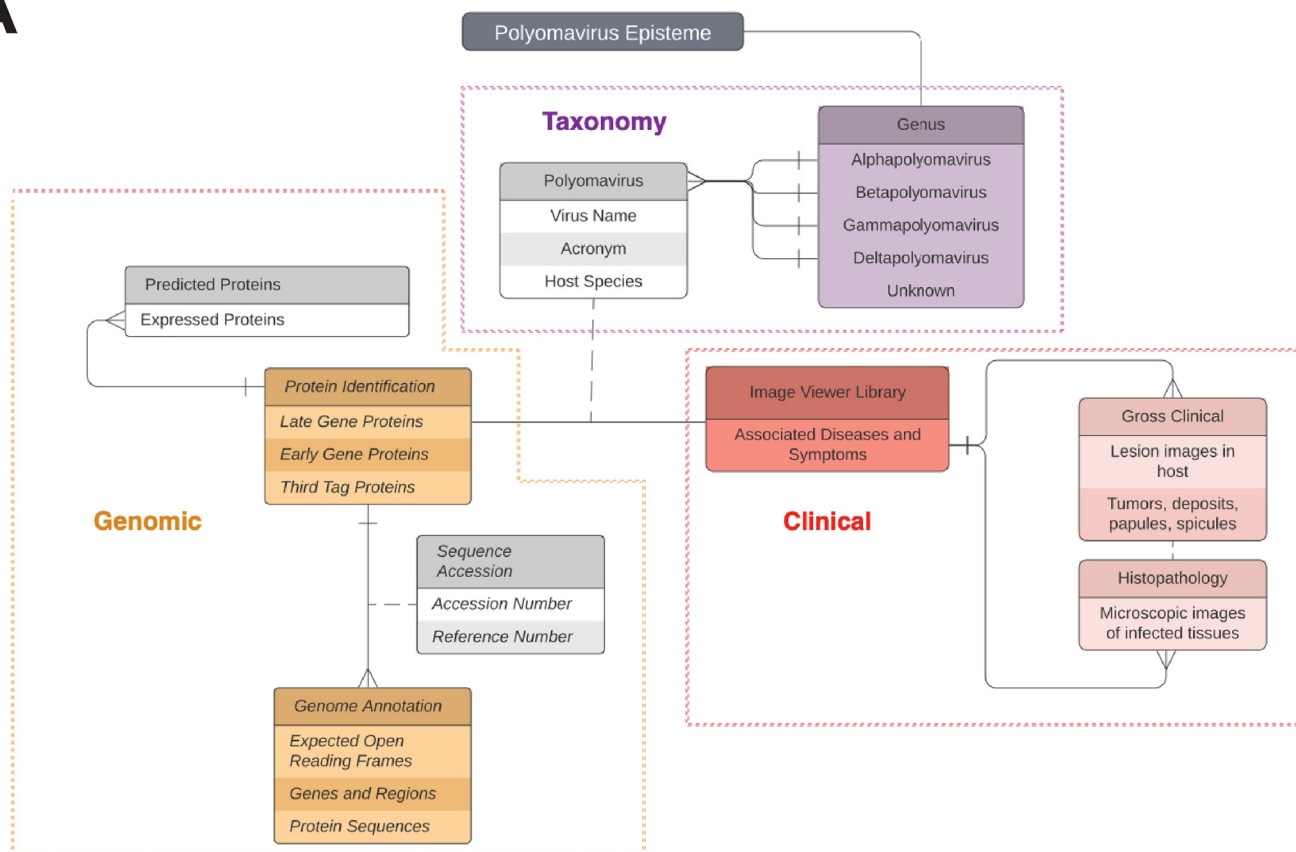 A
Polyomavirus Episteme
Taxonomy
Genus
Alphapolyomavirus
Betapolyomavirus
Gammapolyomavirus
Deltapolyomavirus
Unknown
Polyomavirus
Virus Name
Acronym
Host Species
Predicted Proteins
Expressed Proteins
Protein Identification
Late Gene Proteins
Early Gene Proteins
Third Tag Proteins
Genomic
Sequence
Accession
Accession Number
Reference Number
Genome Annotation
Expected Open
Reading Frames
Genes and Regions
Protein Sequences
Image Viewer Library
Associated Diseases and
Symptoms
Clinical
Gross Clinical
Lesion images in
host
Tumors, deposits,
papules, spicules
Histopathology
Microscopic images
of infected tissues